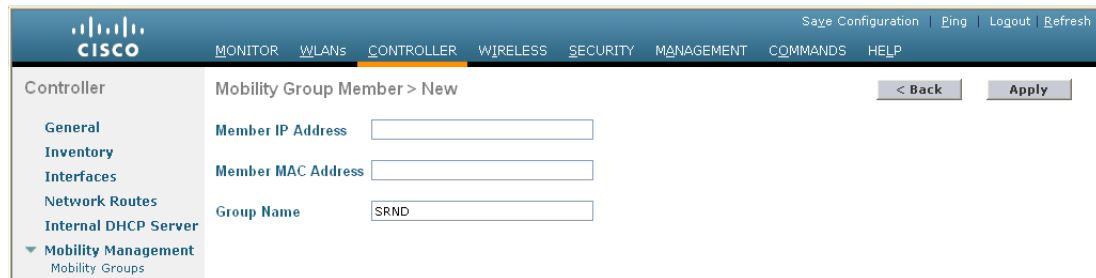 Save Configuration | Ping | Logout | Refresh
CISCO
MONITOR WLANs CONTROLLER WIRELESS SECURITY MANAGEMENT COMMANDS HELP
Controller
Mobility Group Member > New
< Back
Apply
General
Inventory
Interfaces
Network Routes
Internal DHCP Server
Mobility Management
Mobility Groups
Member IP Address
Member MAC Address
Group Name SRND